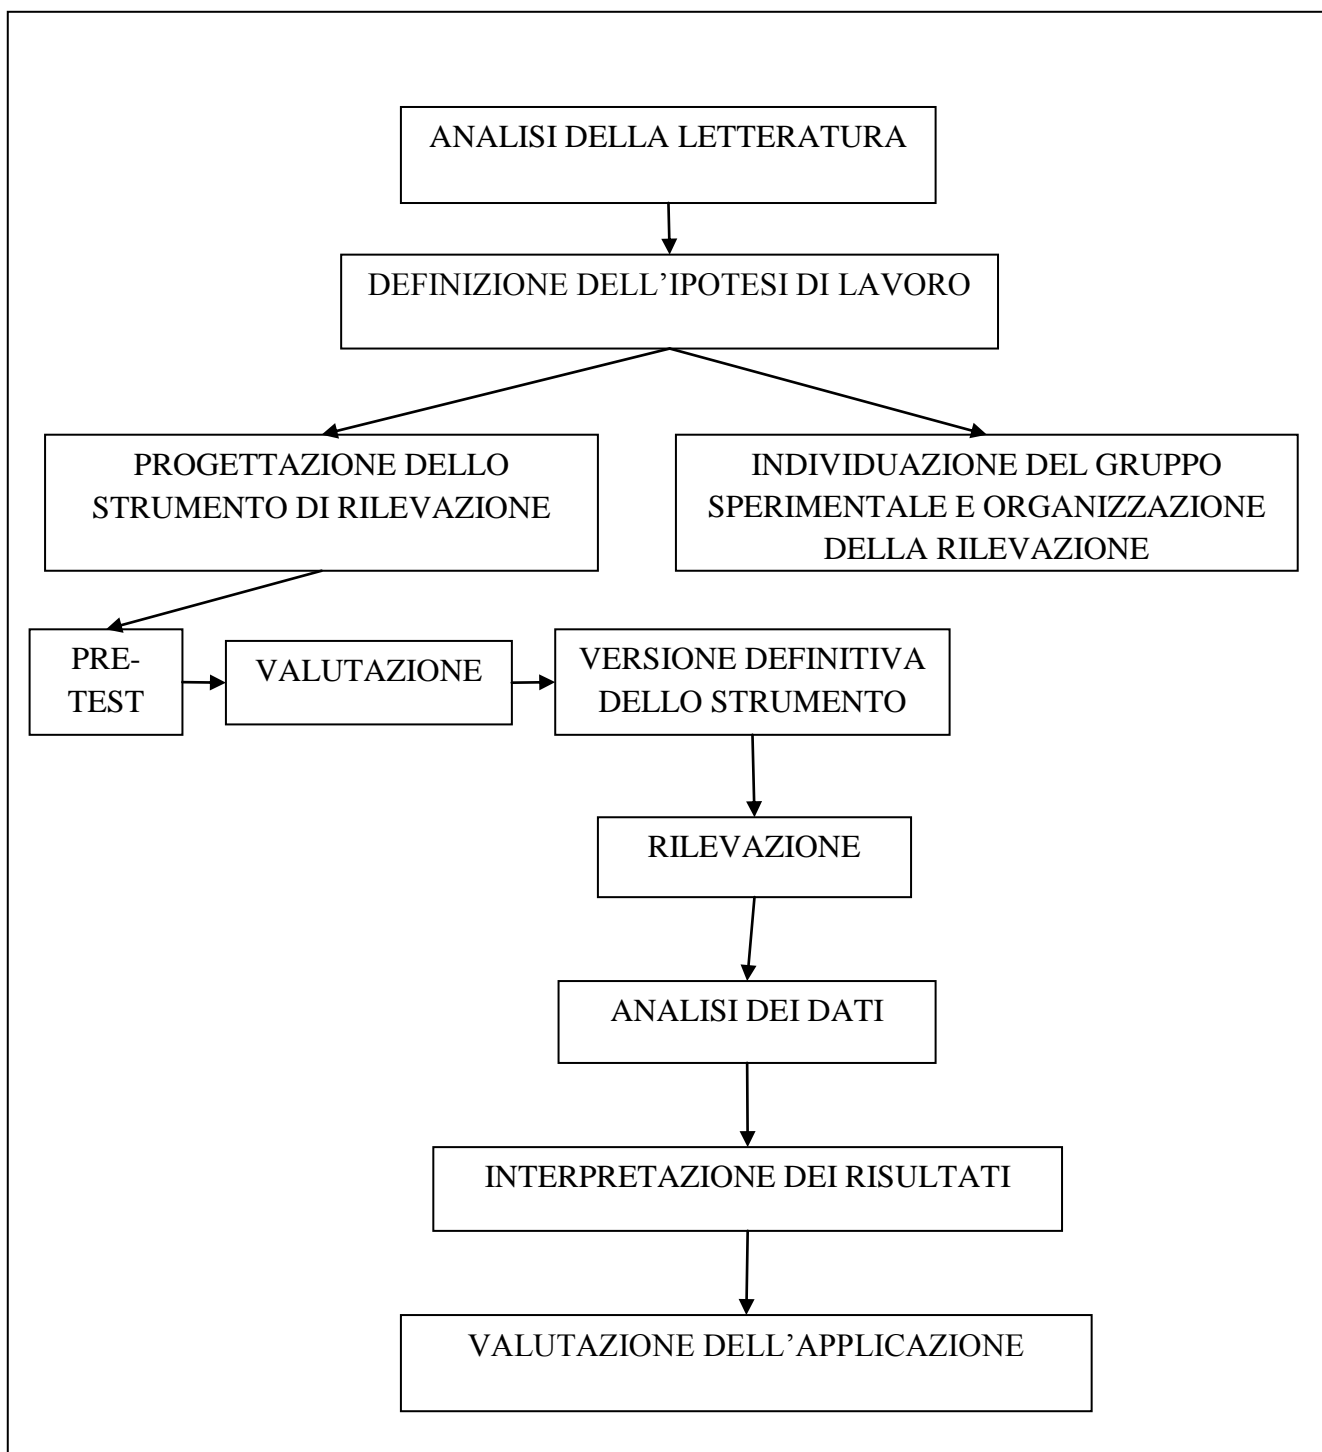 ANALISI DELLA LETTERATURA
DEFINIZIONE DELL’IPOTESI DI LAVORO
PROGETTAZIONE DELLO
STRUMENTO DI RILEVAZIONE
INDIVIDUAZIONE DEL GRUPPO
SPERIMENTALE E ORGANIZZAZIONE
DELLA RILEVAZIONE
PRE-
TEST
VALUTAZIONE
VERSIONE DEFINITIVA
DELLO STRUMENTO
RILEVAZIONE
ANALISI DEI DATI
INTERPRETAZIONE DEI RISULTATI
VALUTAZIONE DELL’APPLICAZIONE